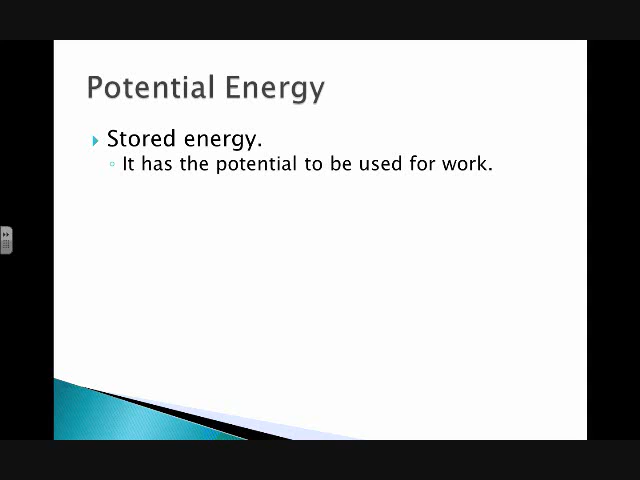 Potential Energy
Stored energy.
It has the potential to be used for work.